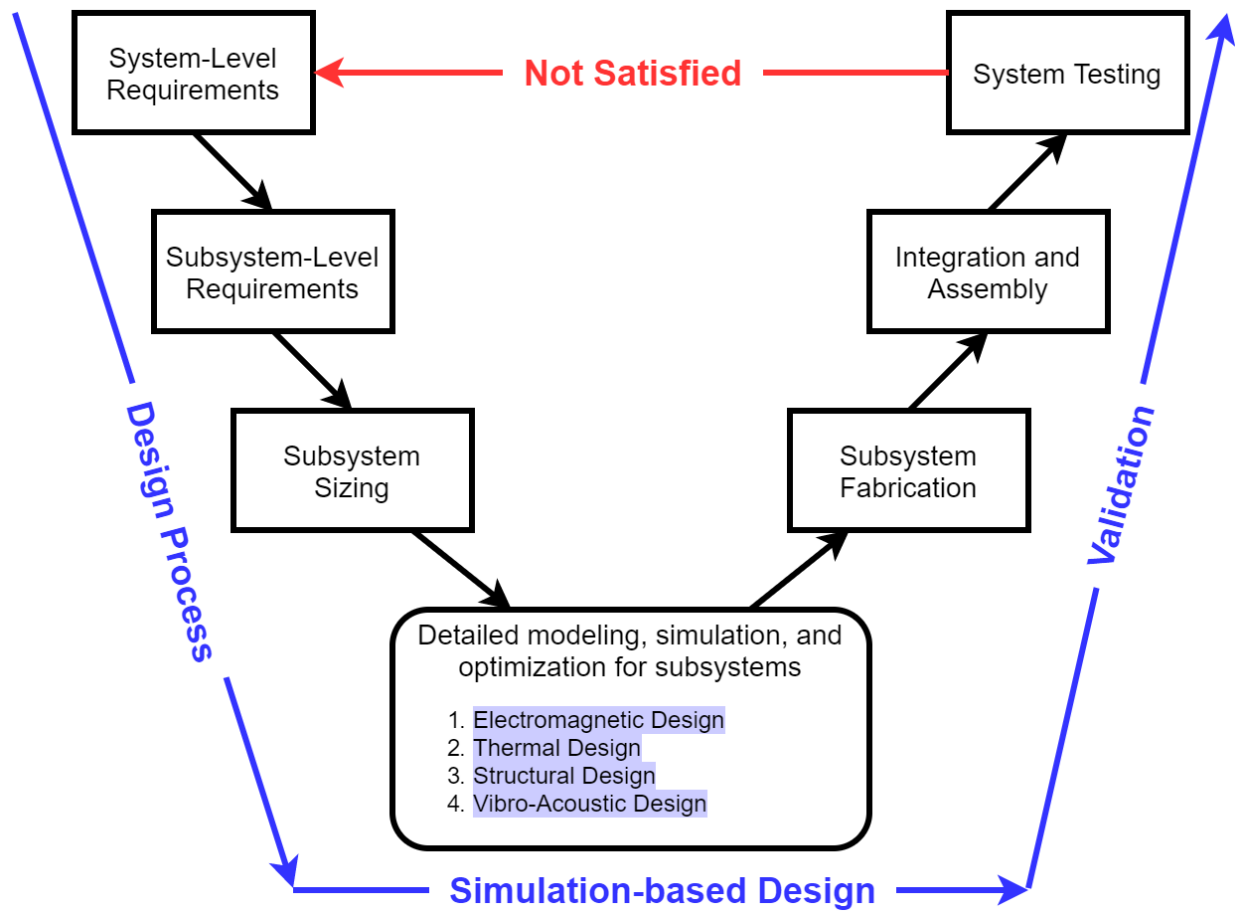 System-Level
Requirements
Not Satisfied
System Testing
Subsystem-Level
Requirements
Integration and
Assembly
Design Process
Subsystem
Sizing
Subsystem
Fabrication
Validation
Detailed modeling, simulation, and
optimization for subsystems
1. Electromagnetic Design
2. Thermal Design
3. Structural Design
4. Vibro-Acoustic Design
Simulation-based Design